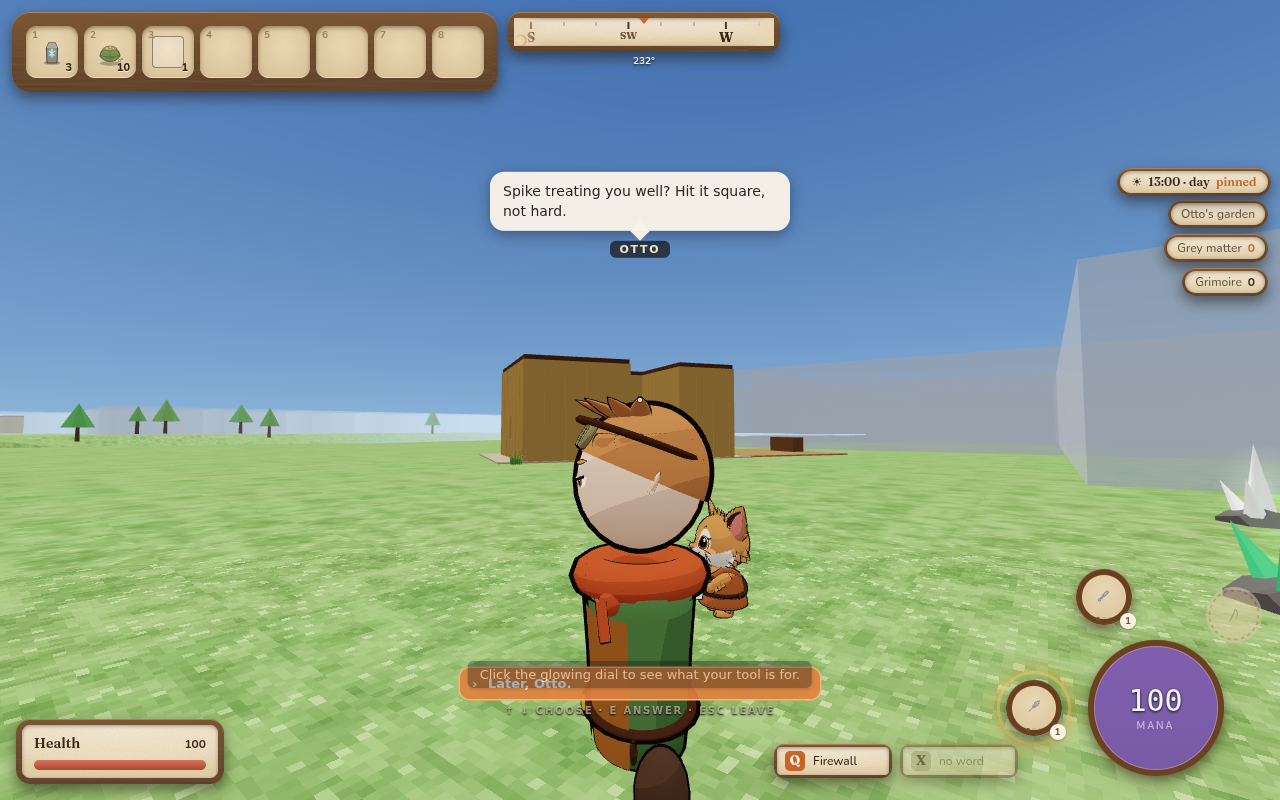 1 2 3 4 5 6 7 8
3 10 1
S SW W
232°
Spike treating you well? Hit it square,
not hard.
OTTO
☀ 13:00 · day pinned
Otto's garden
Grey matter 0
Grimoire 0
Click the glowing dial to see what your tool is for.
› Later, Otto.
↑ ↓ CHOOSE · E ANSWER · ESC LEAVE
1
1
100
MANA
Health 100
Q Firewall
X no word